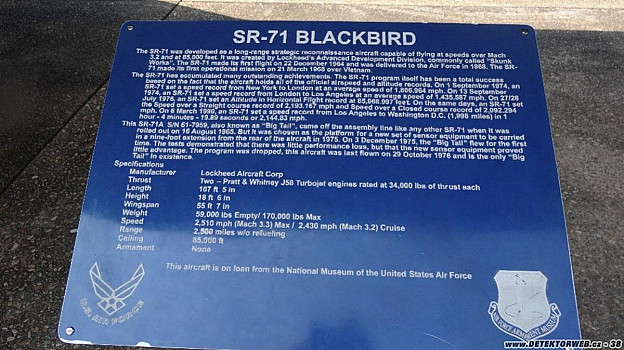 SR-71 BLACKBIRD
The SR-71 was developed as a long-range strategic reconnaissance aircraft capable of flying at speeds over Mach
3.2 and at 85,000 feet. It was created by Lockheed's Advanced Development Division, commonly called "Skunk
Works". The SR-71 made its first flight on 22 December 1964 and was delivered to the Air Force in 1966. The SR-
71 made its first operational mission on 21 March 1968 over Vietnam.
The SR-71 has accumulated many outstanding achievements. The SR-71 program itself has been a total success
based on the fact that the aircraft holds all of the official airspeed and altitude records. On 1 September 1974, an
SR-71 set a speed record from New York to London at an average speed of 1,806.964 mph. On 13 September
1974, an SR-71 set a speed record from London to Los Angeles at an average speed of 1,435.587 mph. On 27/28
July 1976, an SR-71 set an Altitude in Horizontal Flight record at 85,068.997 feet. On the same days, an SR-71 set
the Speed over a Straight course record of 2,193.167 mph and Speed over a Closed course record of 2,092.294
mph. On 6 March 1990, an SR-71 set a speed record from Los Angeles to Washington D.C. (1,998 miles) in 1
hour - 4 minutes - 19.89 seconds or 2,144.83 mph.
This SR-71A S/N 61-7959, also known as "Big Tail", came off the assembly line like any other SR-71 when it was
rolled out on 16 August 1965. But it was chosen as the platform for a new set of sensor equipment to be carried
in a nine-foot extension from the rear of the aircraft in 1975. On 3 December 1975, the "Big Tail" flew for the first
time. The tests demonstrated that there was little performance loss, but that the new sensor equipment proved
little advantage. The program was dropped, this aircraft was last flown on 29 October 1976 and is the only "Big
Tail" in existence.
Specifications
Manufacturer Lockheed Aircraft Corp
Thrust Two – Pratt & Whitney J58 Turbojet engines rated at 34,000 lbs of thrust each
Length 107 ft 5 in
Height 18 ft 6 in
Wingspan 55 ft 7 in
Weight 59,000 lbs Empty/ 170,000 lbs Max
Speed 2,510 mph (Mach 3.3) Max / 2,430 mph (Mach 3.2) Cruise
Range 2,500 miles w/o refueling
Ceiling 85,000 ft
Armament None
This aircraft is on loan from the National Museum of the United States Air Force
U.S. AIR FORCE
AIR FORCE ARMAMENT MUSEUM
www.DETEKTORWEB.cz - 38